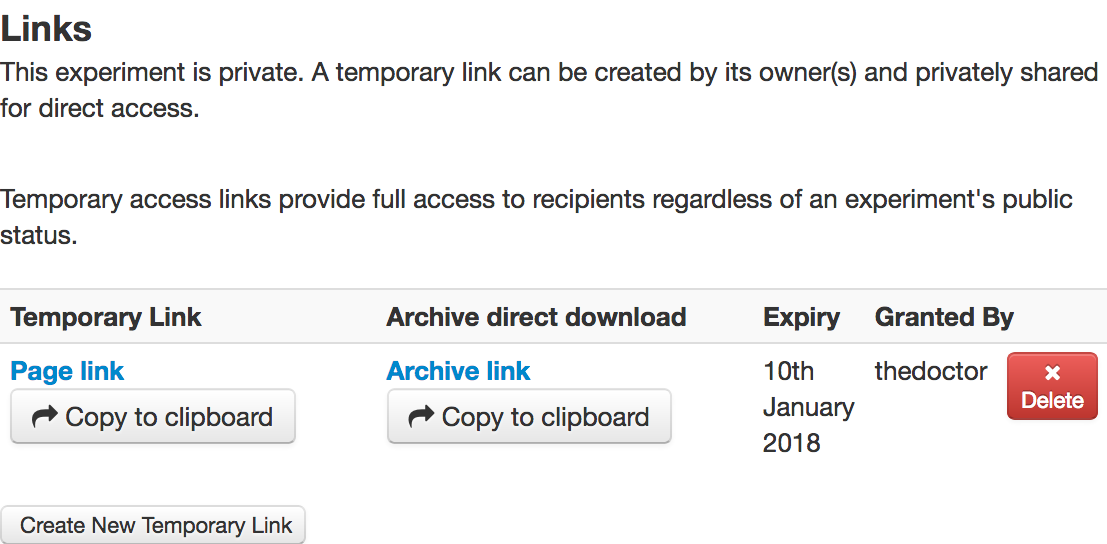 Links
This experiment is private. A temporary link can be created by its owner(s) and privately shared
for direct access.
Temporary access links provide full access to recipients regardless of an experiment's public
status.
Temporary Link Archive direct download Expiry Granted By
Page link Archive link 10th thedoctor
Copy to clipboard Copy to clipboard January Delete
2018
Create New Temporary Link